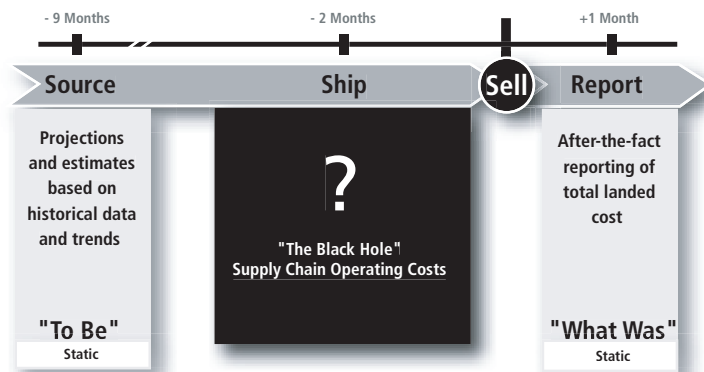 - 9 Months
- 2 Months
+1 Month
Source
Ship
Sell
Report
Projections
and estimates
based on
historical data
and trends
"To Be"
Static
?
"The Black Hole"
Supply Chain Operating Costs
After-the-fact
reporting of
total landed
cost
"What Was"
Static